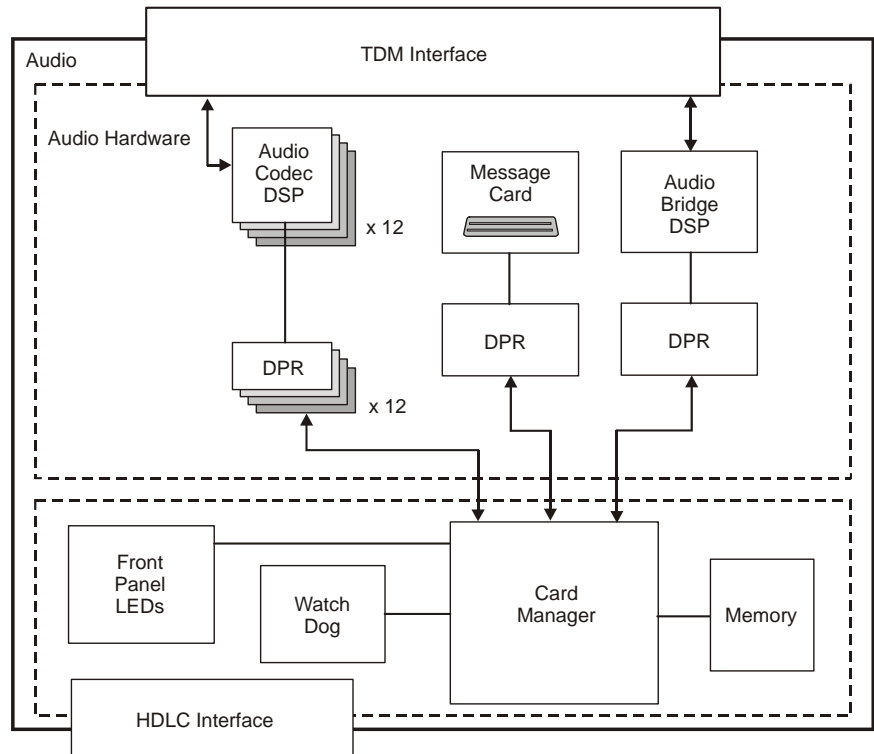 TDM Interface
Audio
Audio Hardware
Audio
Codec
DSP
x 12
Message
Card
Audio
Bridge
DSP
DPR
x 12
DPR
DPR
Front
Panel
LEDs
Watch
Dog
Card
Manager
Memory
HDLC Interface